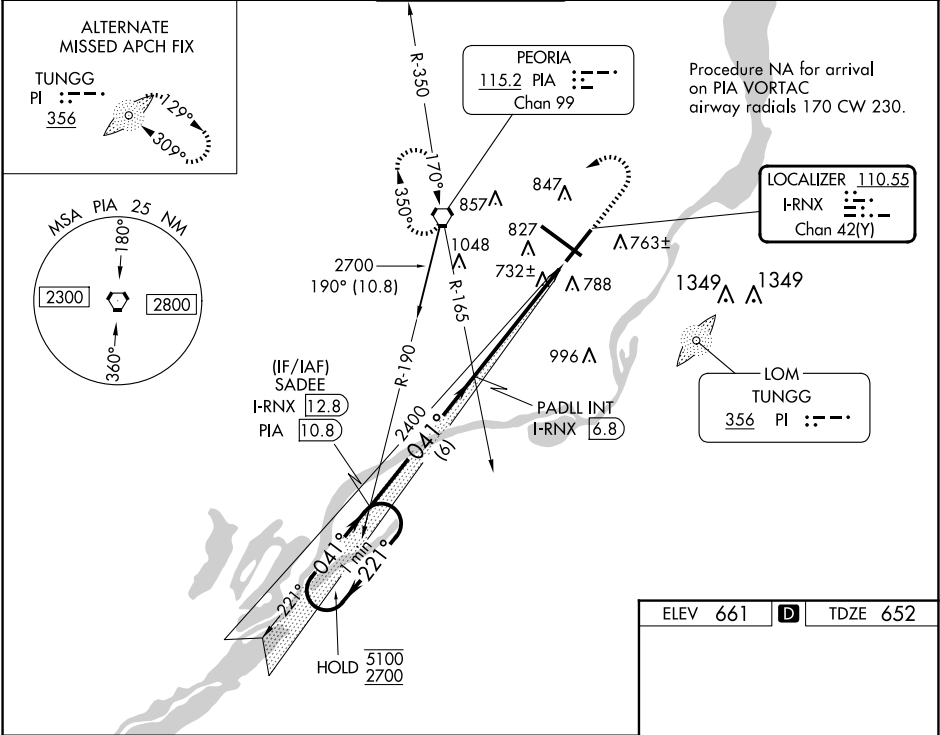 ALTERNATE
MISSED APCH FIX
TUNGG
PI
356
129°
309°
MSA PIA 25 NM
180°
2300
2800
360°
R-350
PEORIA
115.2 PIA
Chan 99
Procedure NA for arrival
on PIA VORTAC
airway radials 170 CW 230.
LOCALIZER 110.55
I-RNX
Chan 42(Y)
170°
350°
857
847
827
763±
1048
732±
788
2700
190° (10.8)
R-165
R-190
1349
1349
996
LOM
TUNGG
356 PI
(IF/IAF)
SADEE
I-RNX 12.8
PIA 10.8
2400
041°
(6)
PADLL INT
I-RNX 6.8
041°
1 min
221°
221°
HOLD 5100
2700
ELEV 661 D TDZE 652